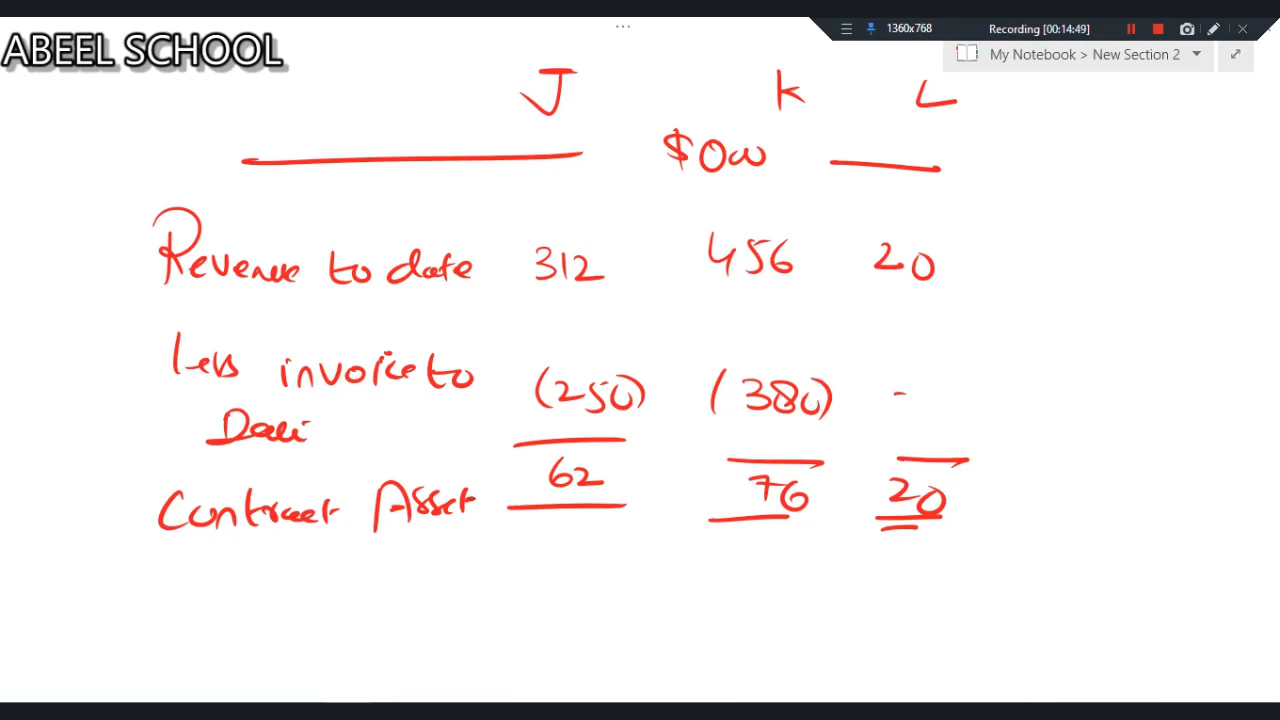 ABEEL SCHOOL
1360x768 Recording [00:14:49]
My Notebook > New Section 2
J K L
$000
Revenue to date 312 456 20
less invoice to (250) (380) -
Date
62 76 20
Contract Asset